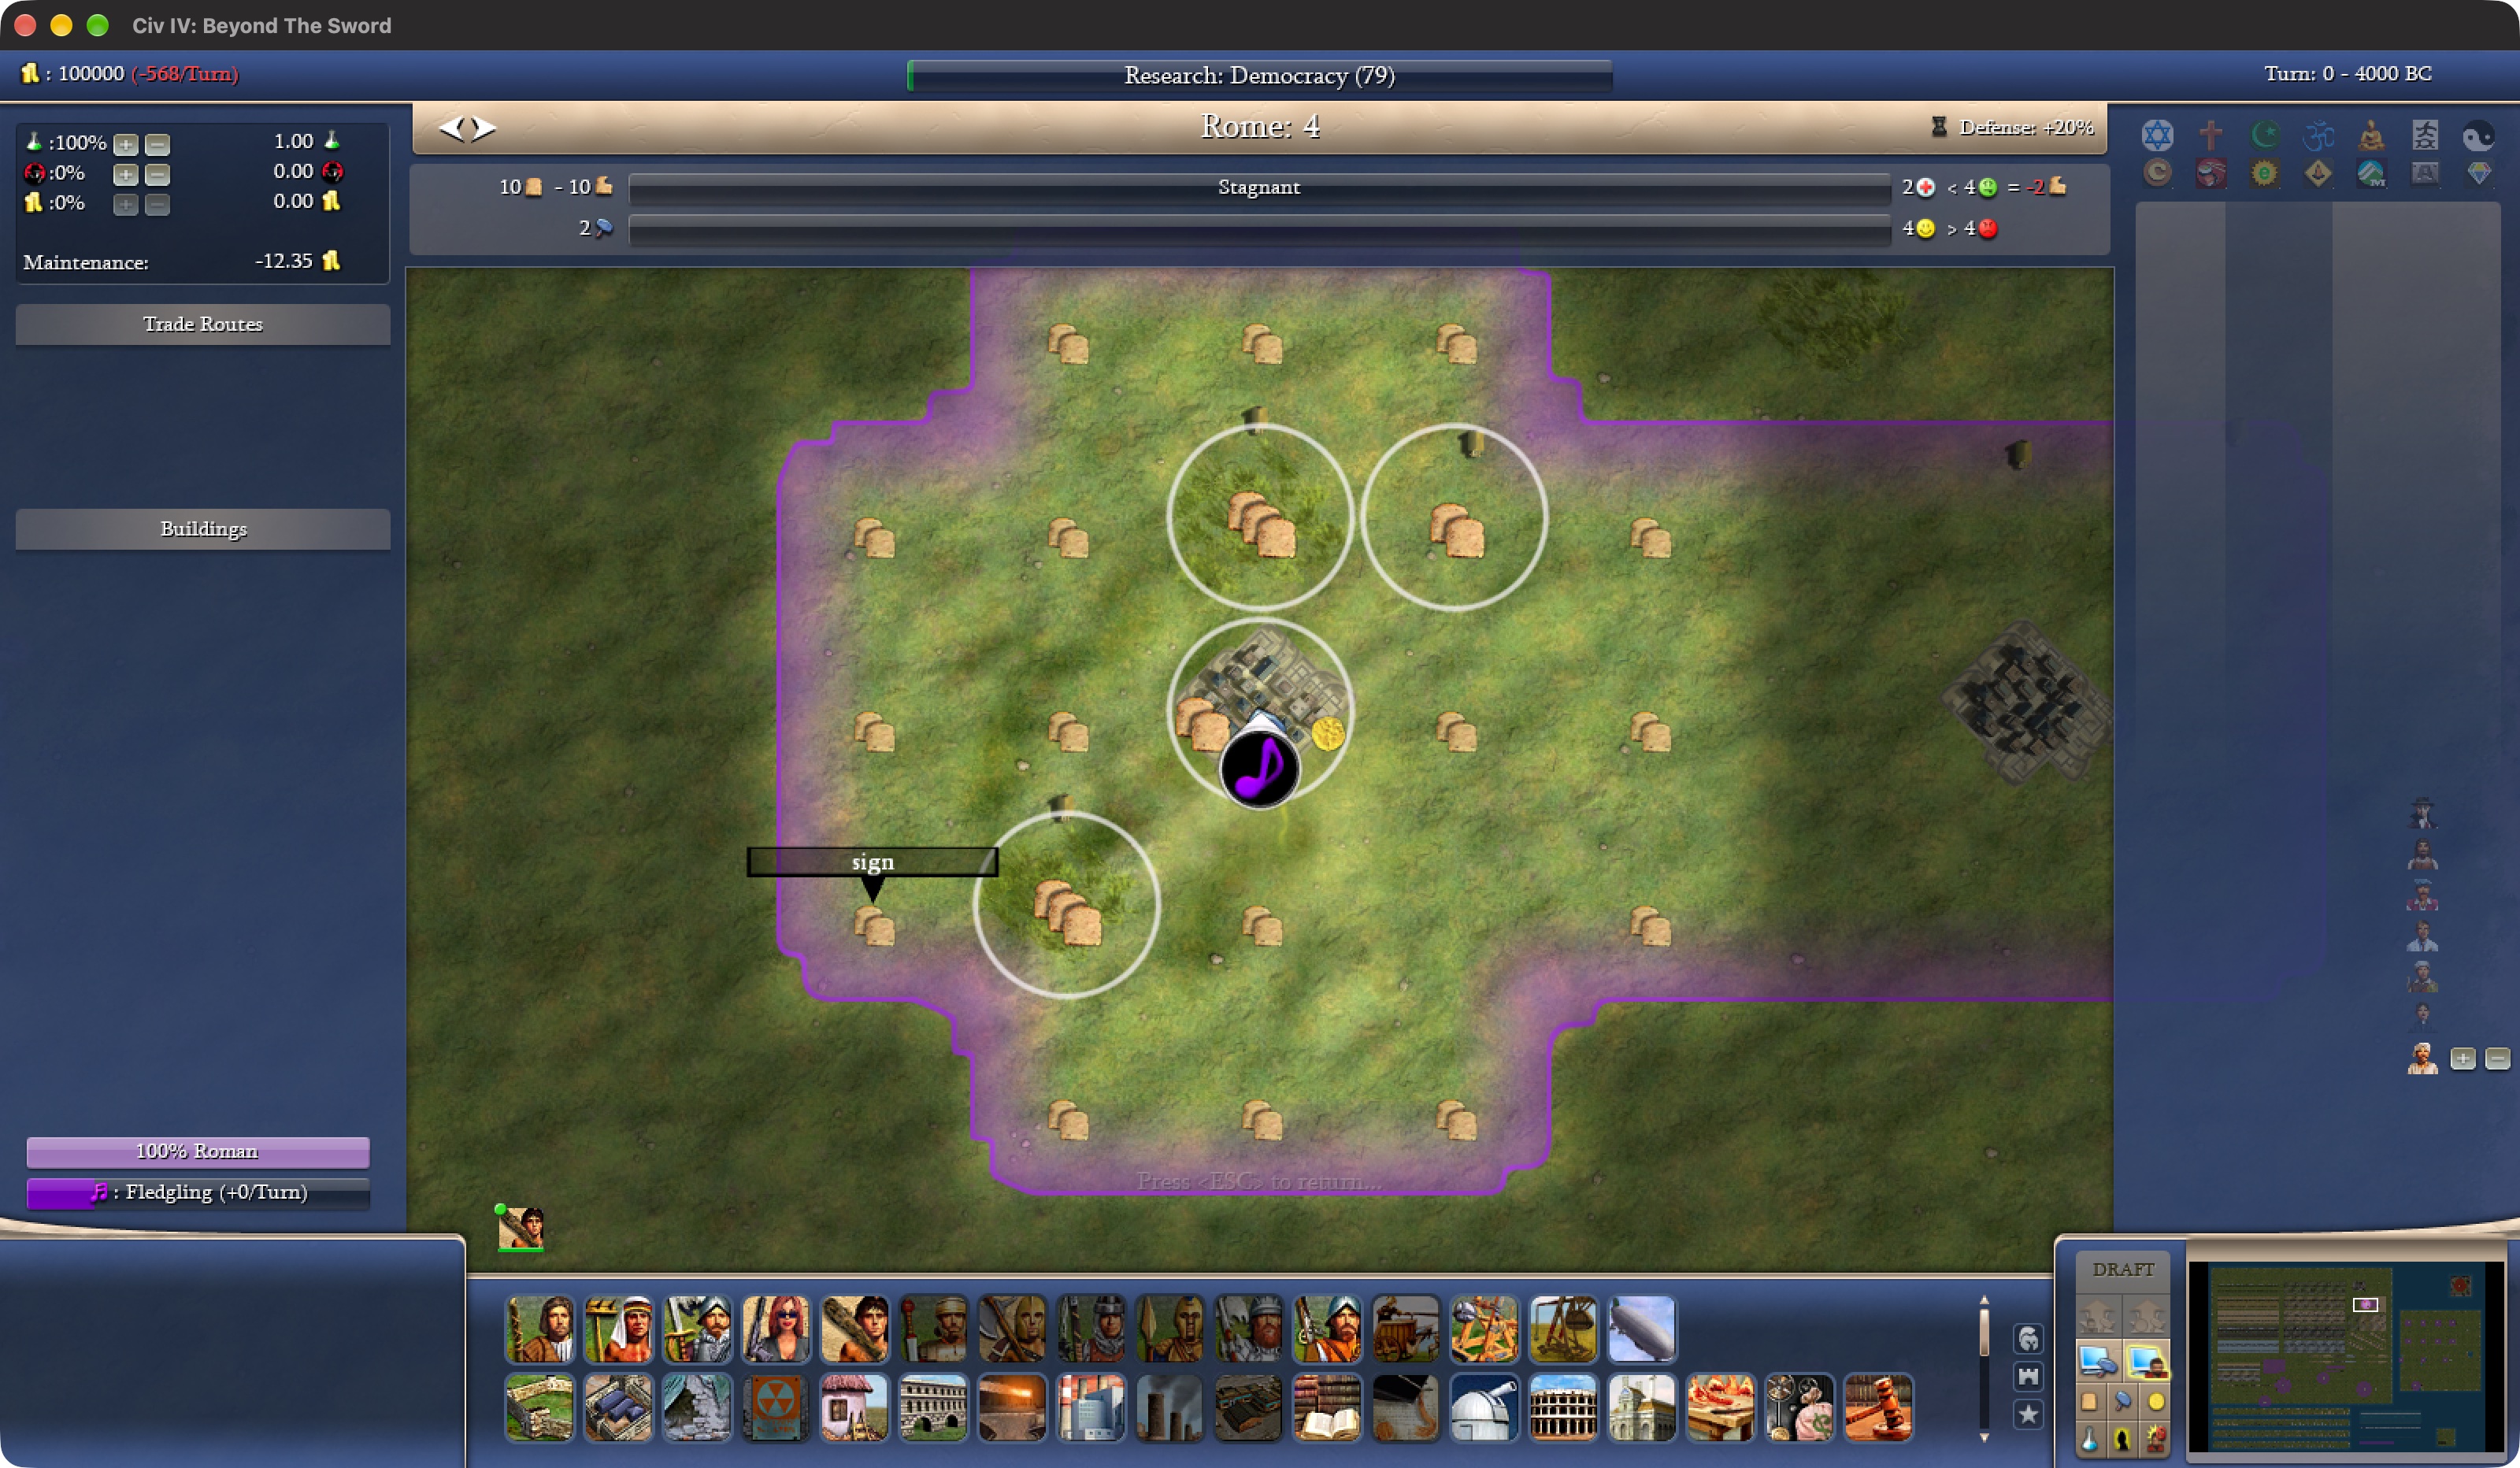 Civ IV: Beyond The Sword
: 100000 (-568/Turn)
Research: Democracy (79)
Turn: 0 - 4000 BC
Rome: 4
Defense: +20%
:100% 1.00
:0% 0.00
:0% 0.00
Maintenance: -12.35
10 - 10
Stagnant
2 < 4 = -2
2
4 > 4
Trade Routes
Buildings
sign
100% Roman
: Fledgling (+0/Turn)
Press <ESC> to return...
DRAFT